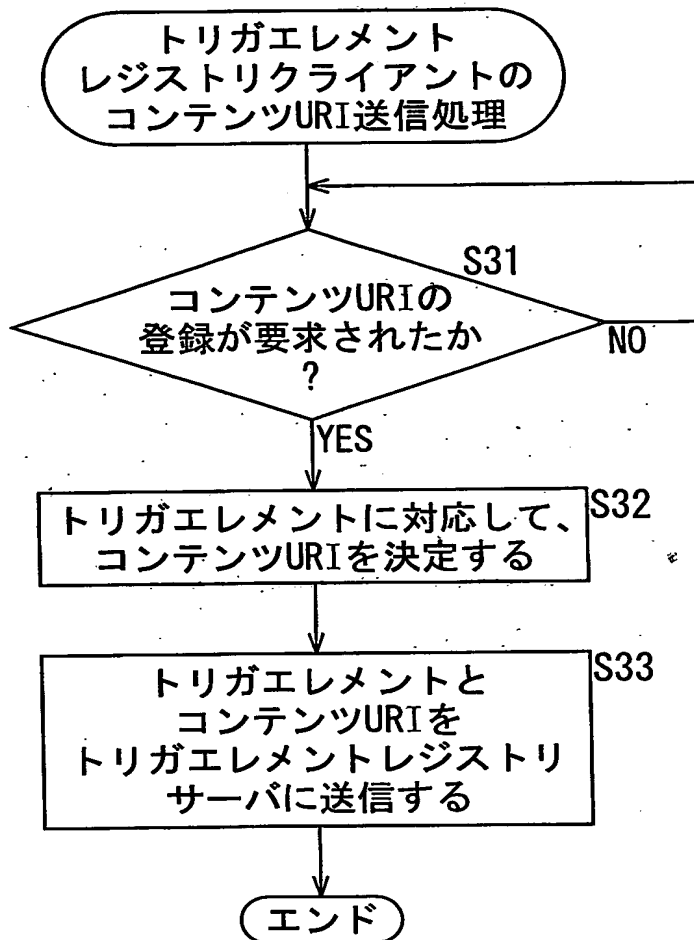 トリガエレメント
レジストリクライアントの
コンテンツURI送信処理
S31
コンテンツURIの
登録が要求されたか
?
NO
YES
S32
トリガエレメントに対応して、
コンテンツURIを決定する
S33
トリガエレメントと
コンテンツURIを
トリガエレメントレジストリ
サーバに送信する
エンド